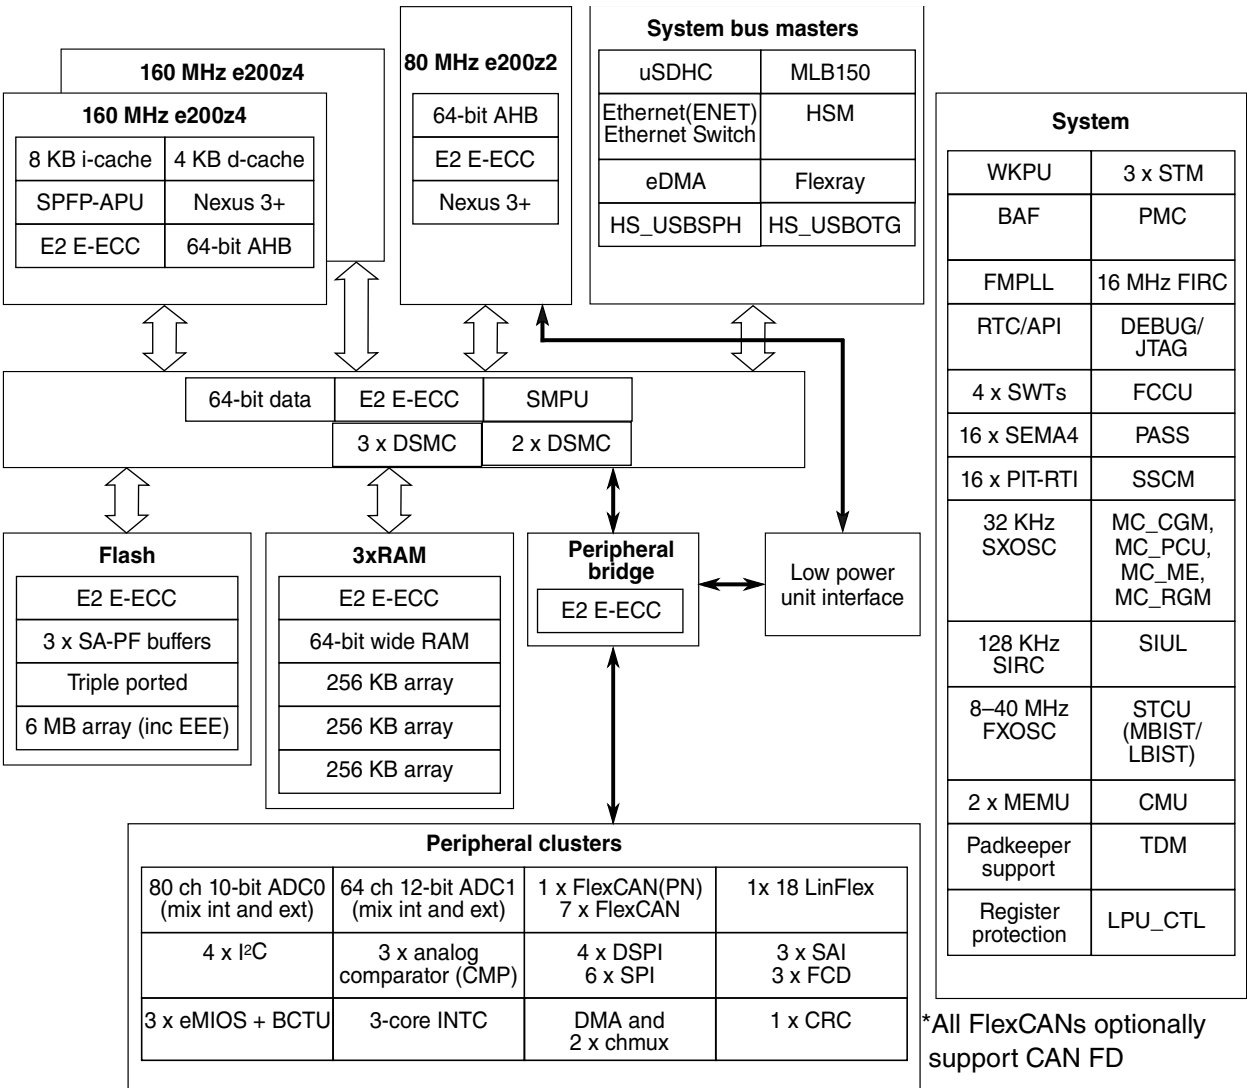 160 MHz e200z4
160 MHz e200z4
8 KB i-cache
4 KB d-cache
SPFP-APU
Nexus 3+
E2 E-ECC
64-bit AHB
80 MHz e200z2
64-bit AHB
E2 E-ECC
Nexus 3+
System bus masters
uSDHC
MLB150
Ethernet(ENET)
Ethernet Switch
HSM
eDMA
Flexray
HS_USBSPH
HS_USBOTG
64-bit data
E2 E-ECC
SMPU
3 x DSMC
2 x DSMC
Flash
E2 E-ECC
3 x SA-PF buffers
Triple ported
6 MB array (inc EEE)
3xRAM
E2 E-ECC
64-bit wide RAM
256 KB array
256 KB array
256 KB array
Peripheral
bridge
E2 E-ECC
Low power
unit interface
Peripheral clusters
80 ch 10-bit ADC0
(mix int and ext)
64 ch 12-bit ADC1
(mix int and ext)
1 x FlexCAN(PN)
7 x FlexCAN
1x 18 LinFlex
4 x I²C
3 x analog
comparator (CMP)
4 x DSPI
6 x SPI
3 x SAI
3 x FCD
3 x eMIOS + BCTU
3-core INTC
DMA and
2 x chmux
1 x CRC
System
WKPU
3 x STM
BAF
PMC
FMPLL
16 MHz FIRC
RTC/API
DEBUG/
JTAG
4 x SWTs
FCCU
16 x SEMA4
PASS
16 x PIT-RTI
SSCM
32 KHz
SXOSC
MC_CGM,
MC_PCU,
MC_ME,
MC_RGM
128 KHz
SIRC
SIUL
8–40 MHz
FXOSC
STCU
(MBIST/
LBIST)
2 x MEMU
CMU
Padkeeper
support
TDM
Register
protection
LPU_CTL
*All FlexCANs optionally
support CAN FD